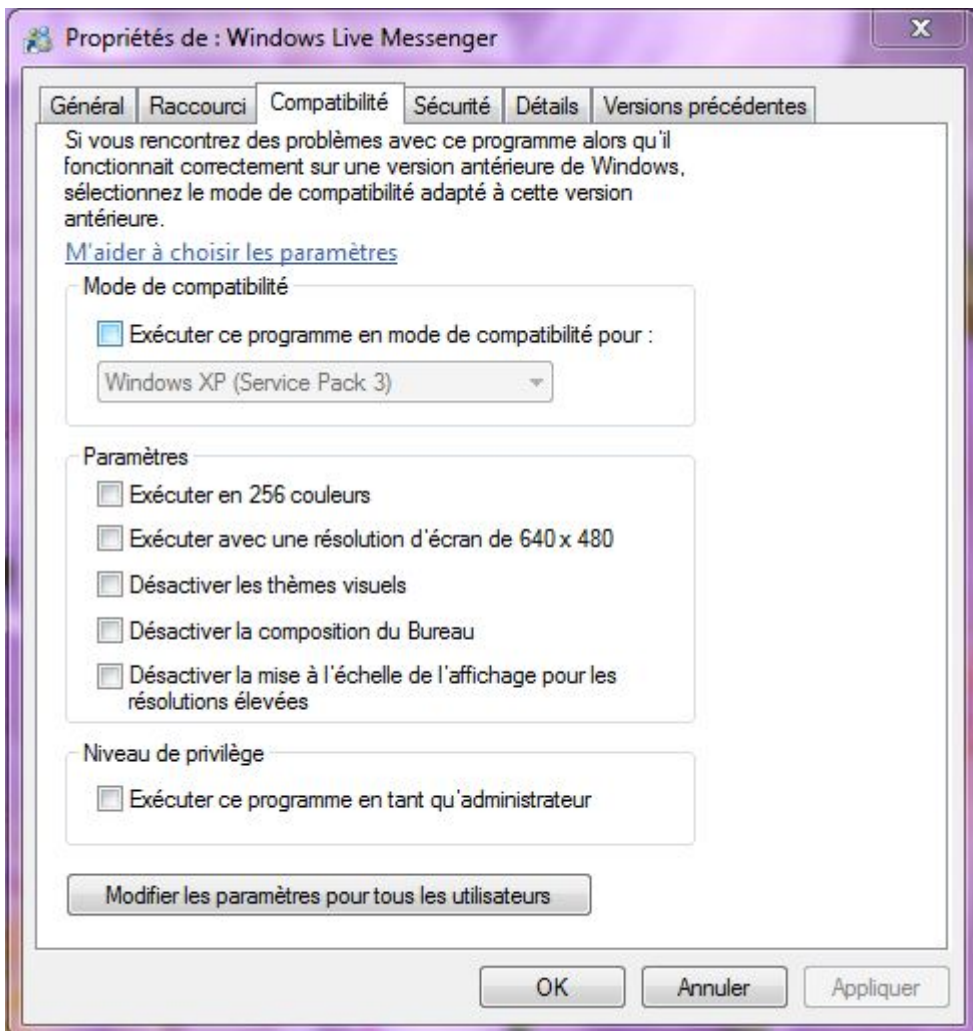 Propriétés de : Windows Live Messenger
X
Général Raccourci Compatibilité Sécurité Détails Versions précédentes
Si vous rencontrez des problèmes avec ce programme alors qu'il
fonctionnait correctement sur une version antérieure de Windows,
sélectionnez le mode de compatibilité adapté à cette version
antérieure.
M'aider à choisir les paramètres
Mode de compatibilité
Exécuter ce programme en mode de compatibilité pour :
Windows XP (Service Pack 3)
Paramètres
Exécuter en 256 couleurs
Exécuter avec une résolution d'écran de 640 x 480
Désactiver les thèmes visuels
Désactiver la composition du Bureau
Désactiver la mise à l'échelle de l'affichage pour les
résolutions élevées
Niveau de privilège
Exécuter ce programme en tant qu'administrateur
Modifier les paramètres pour tous les utilisateurs
OK Annuler Appliquer